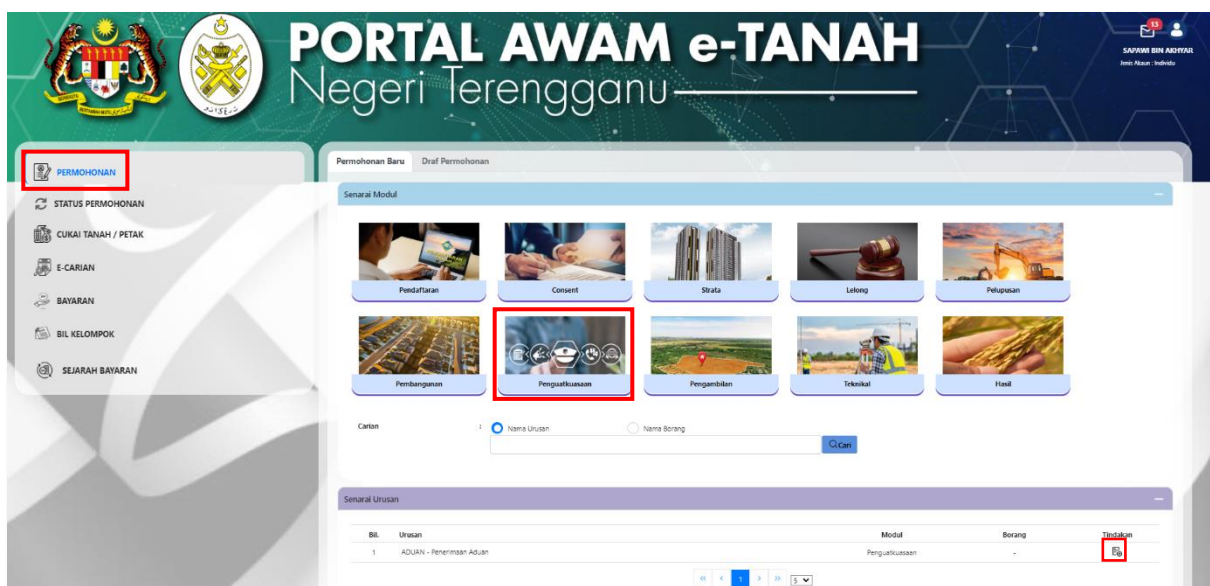 PORTAL AWAM e-TANAH
Negeri Terengganu
13
SAPAWI BIN AKHYAR
Jenis Akaun : Individu
PERMOHONAN
STATUS PERMOHONAN
CUKAI TANAH / PETAK
E-CARIAN
BAYARAN
BIL KELOMPOK
SEJARAH BAYARAN
Permohonan Baru Draf Permohonan
Senarai Modul
Pendaftaran Consent Strata Lelong Pelupusan
Pembangunan Penguatkuasaan Pengambilan Teknikal Hasil
Carian : Nama Urusan Nama Borang
Cari
Senarai Urusan
Bil. Urusan Modul Borang Tindakan
1 ADUAN - Penerimaan Aduan Penguatkuasaan -
« < 1 > » 5